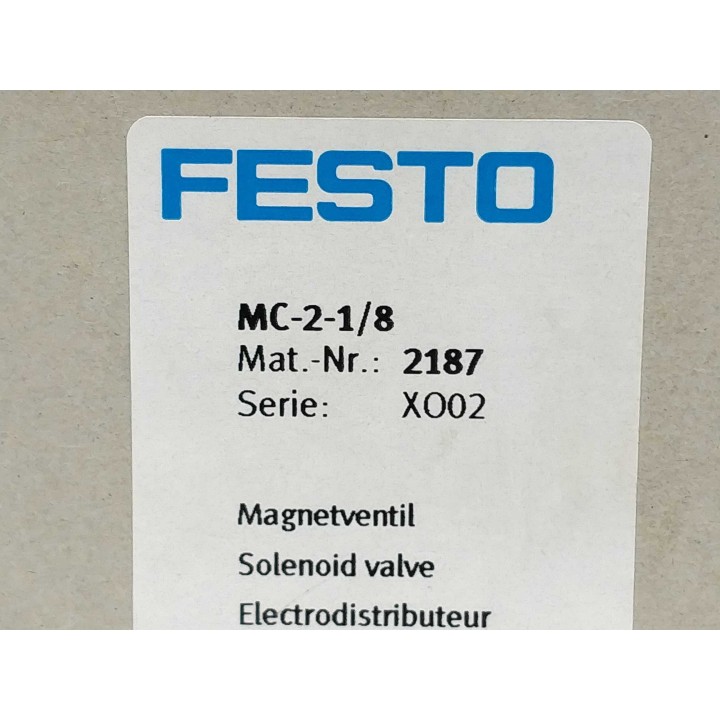 FESTO
MC-2-1/8
Mat.-Nr.: 2187
Serie: XO02
Magnetventil
Solenoid valve
Electrodistributeur